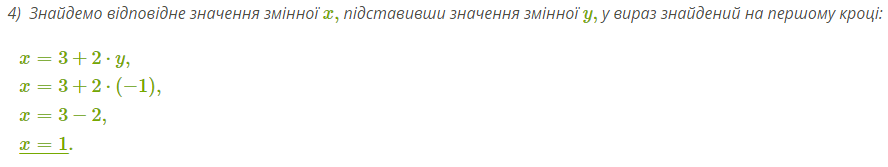 4) Знайдемо відповідне значення змінної x, підставивши значення змінної y, у вираз знайдений на першому кроці:
x = 3 + 2 · y,
x = 3 + 2 · (−1),
x = 3 − 2,
x = 1.